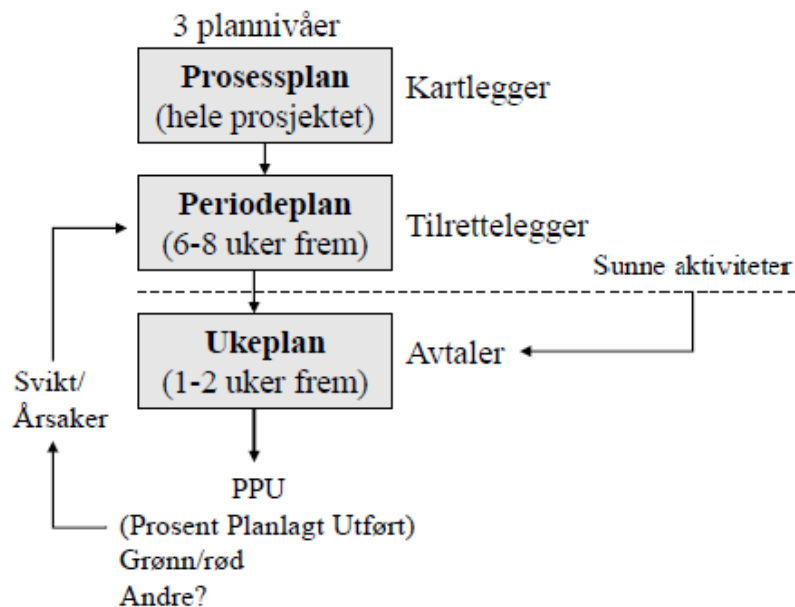 3 plannivåer
Prosessplan
(hele prosjektet)
Kartlegger
Periodeplan
(6-8 uker frem)
Tilrettelegger
Sunne aktiviteter
Ukeplan
(1-2 uker frem)
Avtaler
Svikt/
Årsaker
PPU
(Prosent Planlagt Utført)
Grønn/rød
Andre?